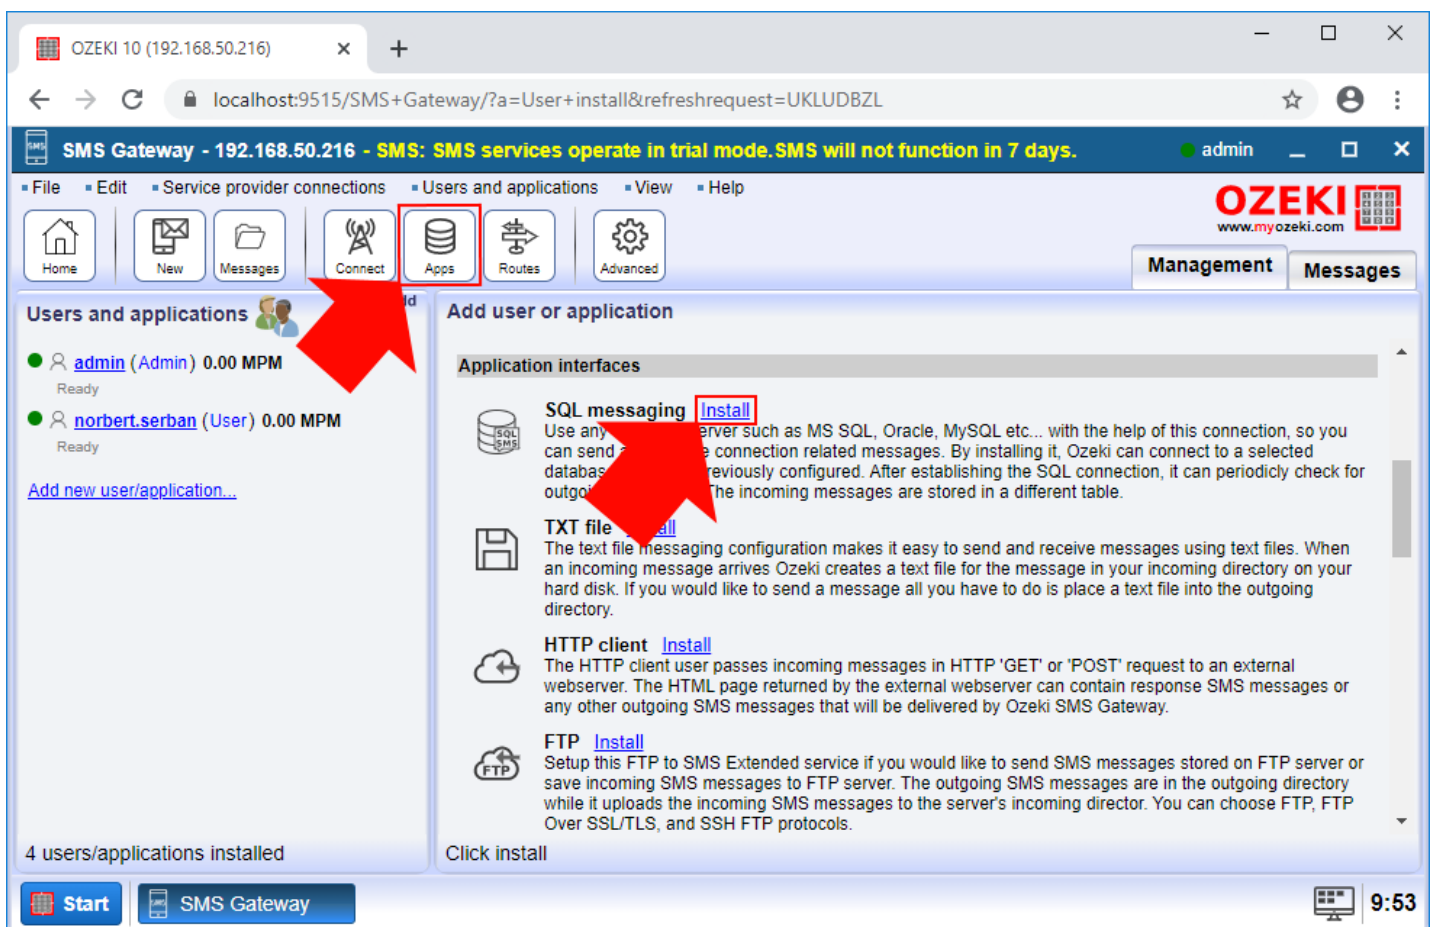 OZEKI 10 (192.168.50.216)
localhost:9515/SMS+Gateway/?a=User+install&refreshrequest=UKLUDBZL
SMS Gateway - 192.168.50.216 - SMS: SMS services operate in trial mode.SMS will not function in 7 days.
admin
File Edit Service provider connections Users and applications View Help
OZEKI
www.myozeki.com
Home New Messages Connect Apps Routes Advanced
Management Messages
Users and applications
admin (Admin) 0.00 MPM
Ready
norbert.serban (User) 0.00 MPM
Ready
Add new user/application...
4 users/applications installed
Add user or application
Application interfaces
SQL messaging Install
Use any erver such as MS SQL, Oracle, MySQL etc... with the help of this connection, so you
can send connection related messages. By installing it, Ozeki can connect to a selected
databas reviously configured. After establishing the SQL connection, it can periodicly check for
outgo he incoming messages are stored in a different table.
TXT file
The text file messaging configuration makes it easy to send and receive messages using text files. When
an incoming message arrives Ozeki creates a text file for the message in your incoming directory on your
hard disk. If you would like to send a message all you have to do is place a text file into the outgoing
directory.
HTTP client Install
The HTTP client user passes incoming messages in HTTP 'GET' or 'POST' request to an external
webserver. The HTML page returned by the external webserver can contain response SMS messages or
any other outgoing SMS messages that will be delivered by Ozeki SMS Gateway.
FTP Install
Setup this FTP to SMS Extended service if you would like to send SMS messages stored on FTP server or
save incoming SMS messages to FTP server. The outgoing SMS messages are in the outgoing directory
while it uploads the incoming SMS messages to the server's incoming director. You can choose FTP, FTP
Over SSL/TLS, and SSH FTP protocols.
Click install
Start SMS Gateway 9:53